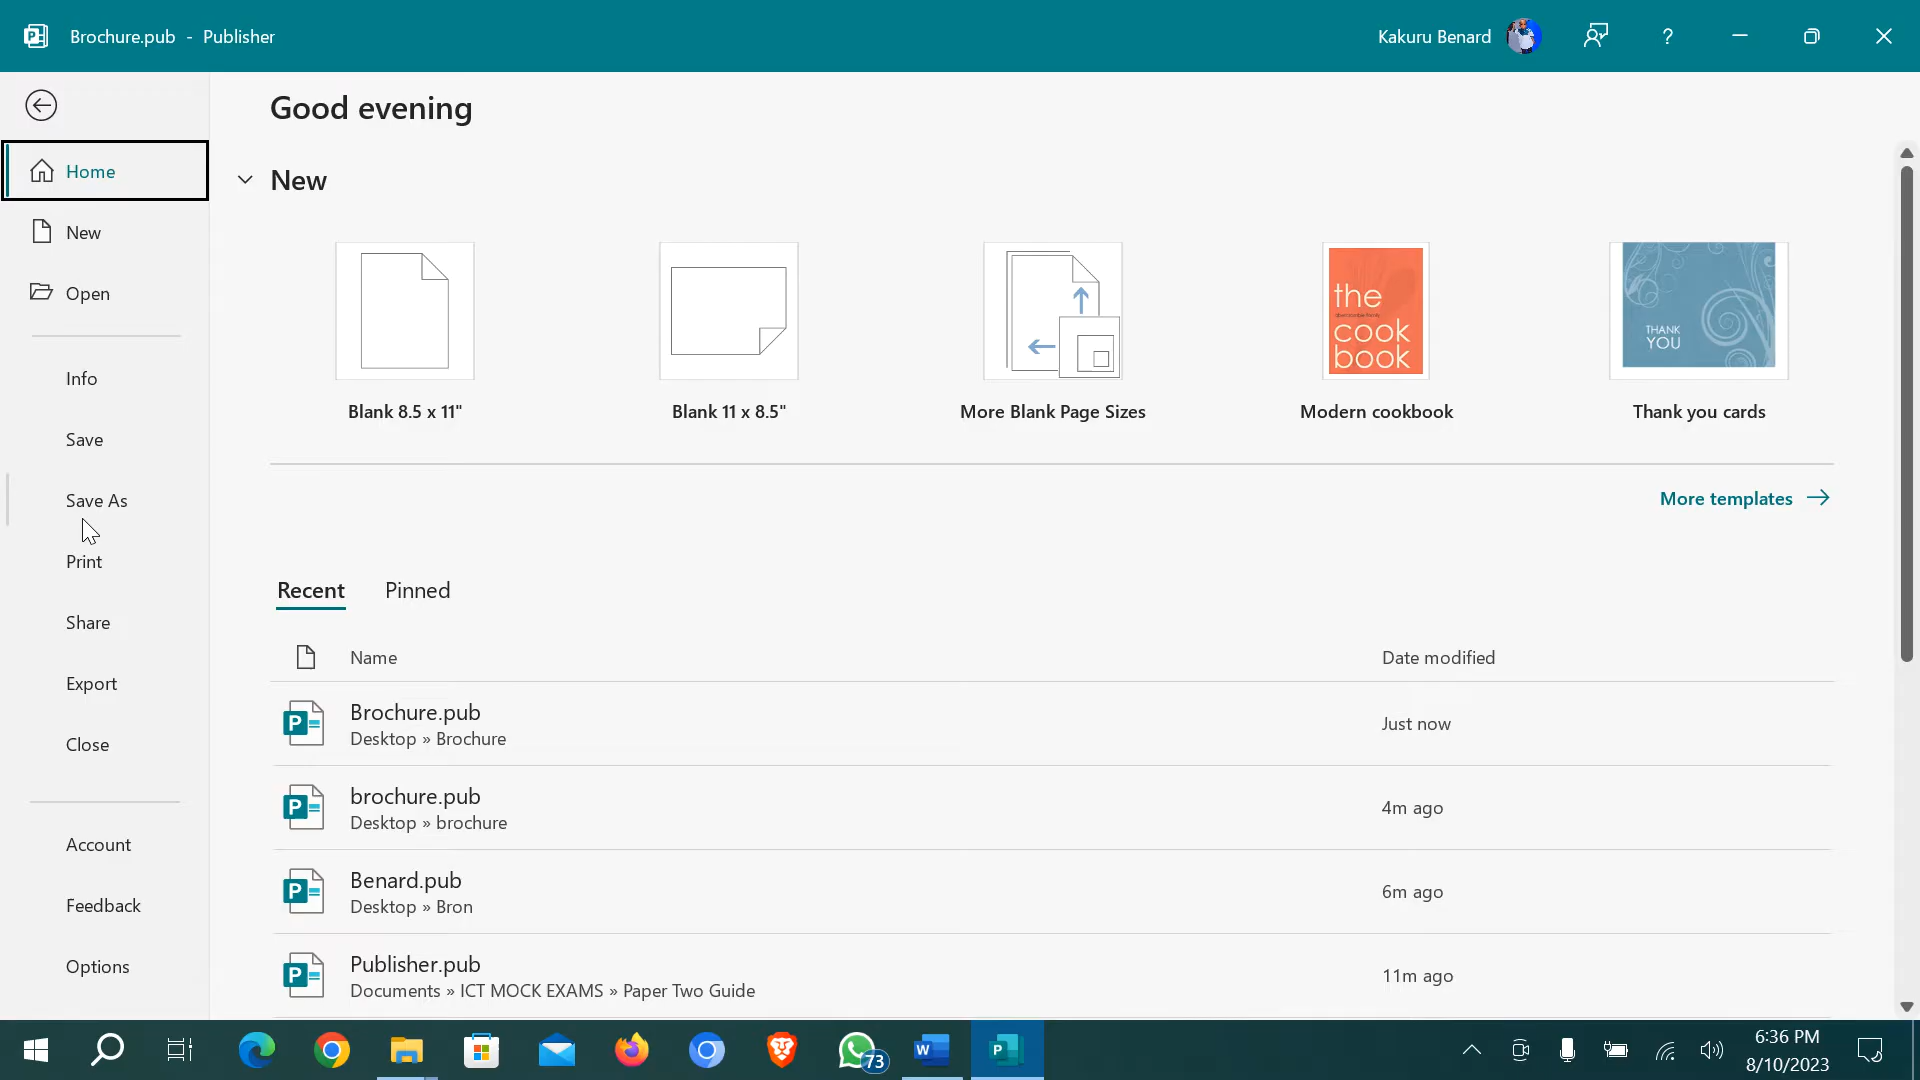 Brochure.pub - Publisher
Kakuru Benard
?
Good evening
Home
New
Open
Info
Save
Save As
Print
Share
Export
Close
Account
Feedback
Options
New
the
cook
book
THANK
YOU
Blank 8.5 x 11"
Blank 11 x 8.5"
More Blank Page Sizes
Modern cookbook
Thank you cards
More templates
Recent
Pinned
Name
Date modified
Brochure.pub
Desktop » Brochure
Just now
brochure.pub
Desktop » brochure
4m ago
Benard.pub
Desktop » Bron
6m ago
Publisher.pub
Documents » ICT MOCK EXAMS » Paper Two Guide
11m ago
73
6:36 PM
8/10/2023